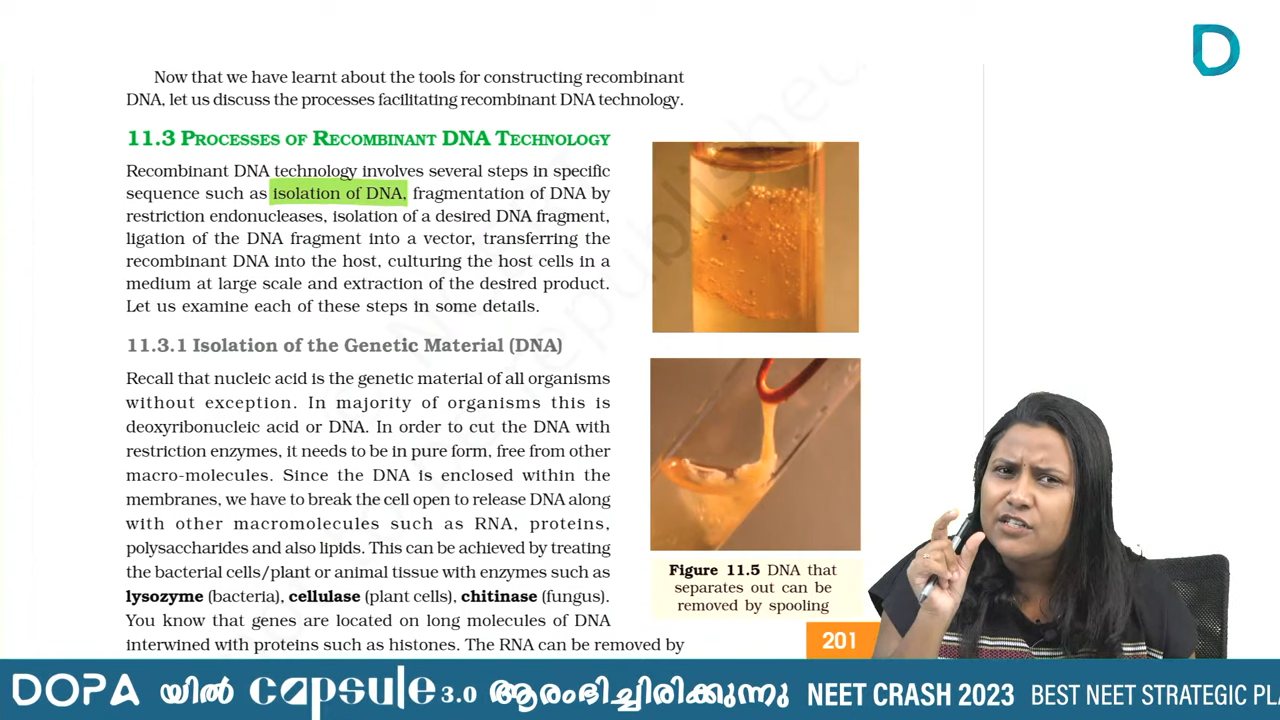 Now that we have learnt about the tools for constructing recombinant
DNA, let us discuss the processes facilitating recombinant DNA technology.
11.3 PROCESSES OF RECOMBINANT DNA TECHNOLOGY
Recombinant DNA technology involves several steps in specific
sequence such as isolation of DNA, fragmentation of DNA by
restriction endonucleases, isolation of a desired DNA fragment,
ligation of the DNA fragment into a vector, transferring the
recombinant DNA into the host, culturing the host cells in a
medium at large scale and extraction of the desired product.
Let us examine each of these steps in some details.
11.3.1 Isolation of the Genetic Material (DNA)
Recall that nucleic acid is the genetic material of all organisms
without exception. In majority of organisms this is
deoxyribonucleic acid or DNA. In order to cut the DNA with
restriction enzymes, it needs to be in pure form, free from other
macro-molecules. Since the DNA is enclosed within the
membranes, we have to break the cell open to release DNA along
with other macromolecules such as RNA, proteins,
polysaccharides and also lipids. This can be achieved by treating
the bacterial cells/plant or animal tissue with enzymes such as
lysozyme (bacteria), cellulase (plant cells), chitinase (fungus).
You know that genes are located on long molecules of DNA
intertwined with proteins such as histones. The RNA can be removed by
Figure 11.5 DNA that
separates out can be
removed by spooling
201
DOPA യിൽ capsule 3.0 ആരംഭിച്ചിരിക്കുന്നു NEET CRASH 2023 BEST NEET STRATEGIC PL